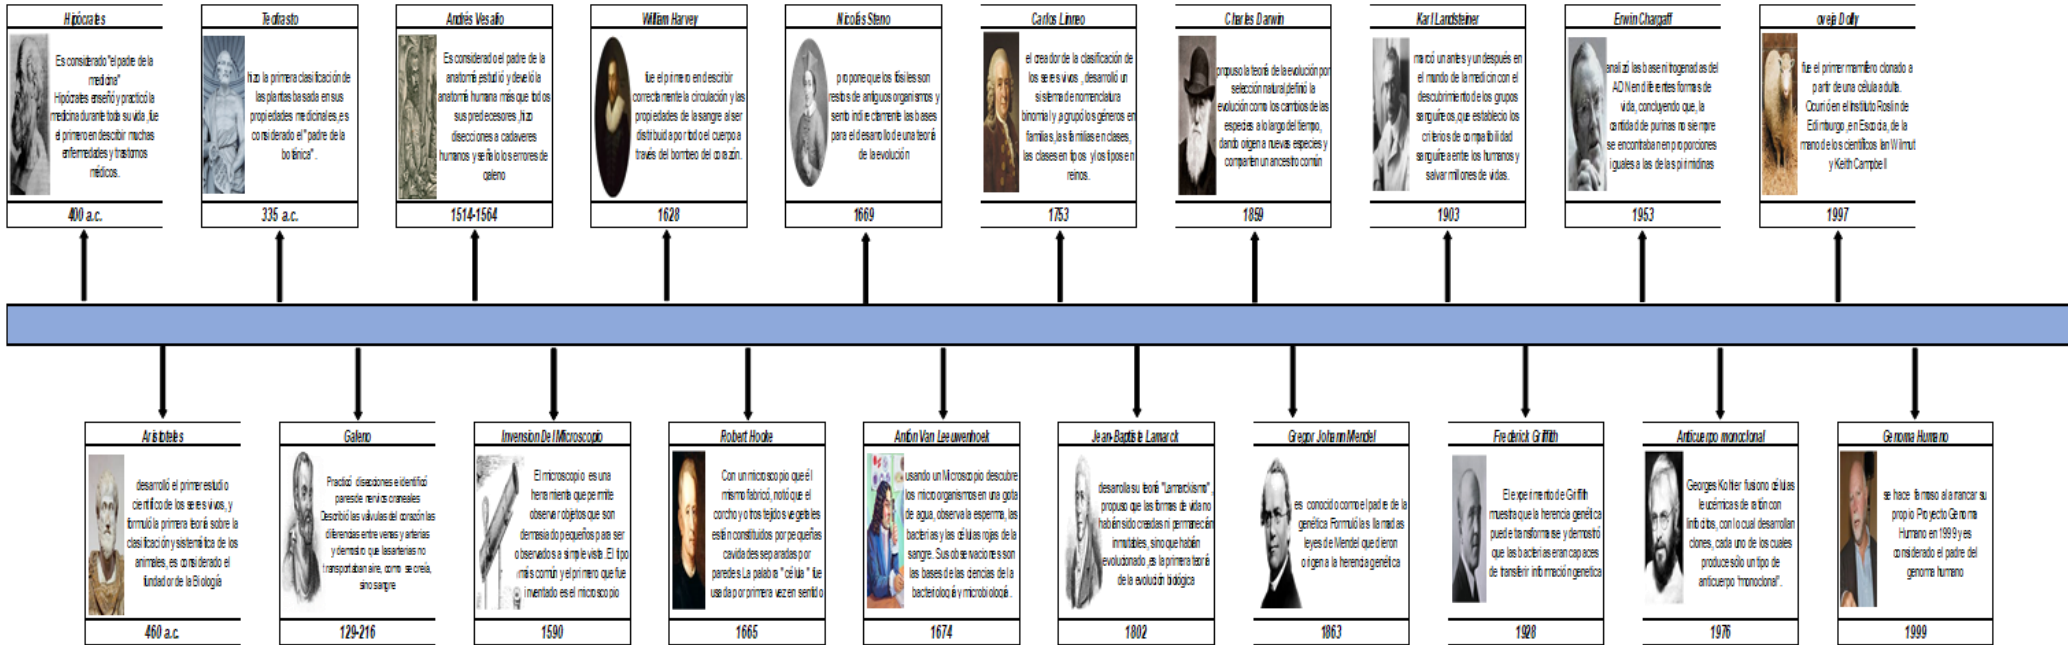 Hipócrates
Es considerado "el padre de la
medicina"
Hipócrates enseñó y practicó la
medicina durante toda su vida ,fue
el primero en describir muchas
enfermedades y trastornos
médicos.
400 a.c.
Teofrasto
hizo la primera clasificación de
las plantas basada en sus
propiedades medicinales,es
considerado el " padre de la
botánica" .
335 a.c.
Andrés Vesalio
Es considerado el padre de la
anatomía estudió y develó la
anatomía humana más que todos
sus predecesores ,hizo
disecciones a cadaveres
humanos y señalo los errores de
galeno
1514-1564
William Harvey
fue el primero en describir
correctamente la circulación y las
propiedades de la sangre al ser
distribuida por todo el cuerpo a
través del bombeo del corazón.
1628
Nicolás Steno
propone que los fósiles son
restos de antiguos organismos y
sento indirectamente las bases
para el desarrollo de una teoría
de la evolución
1669
Carlos Linneo
el creador de la clasificación de
los seres vivos , desarrolló un
sistema de nomenclatura
binomial y agrupó los géneros en
familias, las familias en clases,
las clases en tipos y los tipos en
reinos.
1753
Charles Darwin
propuso la teoría de la evolución por
selección natural,definió la
evolución como los cambios de las
especies a lo largo del tiempo,
dando origen a nuevas especies y
comparten un ancestro común
1859
Karl Landsteiner
marcó un antes y un después en
el mundo de la medicin con el
descubrimiento de los grupos
sanguíneos,que establecio los
criterios de compatibilidad
sanguínea entre los humanos y
salvar millones de vidas.
1903
Erwin Chargaff
analizó las base nitrogenadas del
ADN en diferentes formas de
vida, concluyendo que, la
cantidad de purinas no siempre
se encontraban en proporciones
iguales a las de las pirimidinas
1953
oveja Dolly
fue el primer mamífero clonado a
partir de una célula adulta.
Ocurrió en el Instituto Roslin de
Edimburgo ,en Escocia, de la
mano de los científicos Ian Wilmut
y Keith Campbell
1997
Aristoteles
desarrolló el primer estudio
científico de los seres vivos, y
formuló la primera teoría sobre la
clasificación y sistemática de los
animales, es considerado el
fundador de la Biología
460 a.c.
Galeno
Practicó disecciones e identificó
pares de nervios craneales
Describió las válvulas del corazón las
diferencias entre venas y arterias
y demostro que las arterias no
transportaban aire, como se creía,
sino sangre
129-216
Invension Del Microscopio
El microscopio es una
herramienta que permite
observar objetos que son
demasiado pequeños para ser
observados a simple vista .El tipo
más común y el primero que fue
inventado es el microscopio
1590
Robert Hooke
Con un microscopio que él
mismo fabricó, notó que el
corcho y otros tejidos vegetales
están constituidos por pequeñas
cavidades separadas por
paredes La palabra " célula " fue
usada por primera vez en sentido
1665
Anton Van Leeuwenhoek
usando un Microscopio descubre
los microorganismos en una gota
de agua, observa la esperma, las
bacterias y las células rojas de la
sangre. Sus observaciones son
las bases de las ciencias de la
bacteriología y microbiología .
1674
Jean-Baptiste Lamarck
desarrolla su teoría "Lamarckismo" ,
propuso que las formas de vida no
habían sido creadas ni permanecían
inmutables, sino que habían
evolucionado ,es la primera teoría
de la evolución biológica
1802
Gregor Johann Mendel
es conocido como el padre de la
genética Formuló las llamadas
leyes de Mendel que dieron
origen a la herencia genética
1863
Frederick Griffith
El experimento de Griffith
muestra que la herencia genética
puede transformarse y demostró
que las bacterias eran capaces
de transferir información genetica
1928
Anticuerpo monoclonal
Georges Kohler fusiono células
leucémicas de ratón con
linfocitos, con lo cual desarrollan
clones, cada uno de los cuales
produce sólo un tipo de
anticuerpo "monoclonal".
1976
Genoma Humano
se hace famoso al arrancar su
propio Proyecto Genoma
Humano en 1999 y es
considerado el padre del
genoma humano
1999